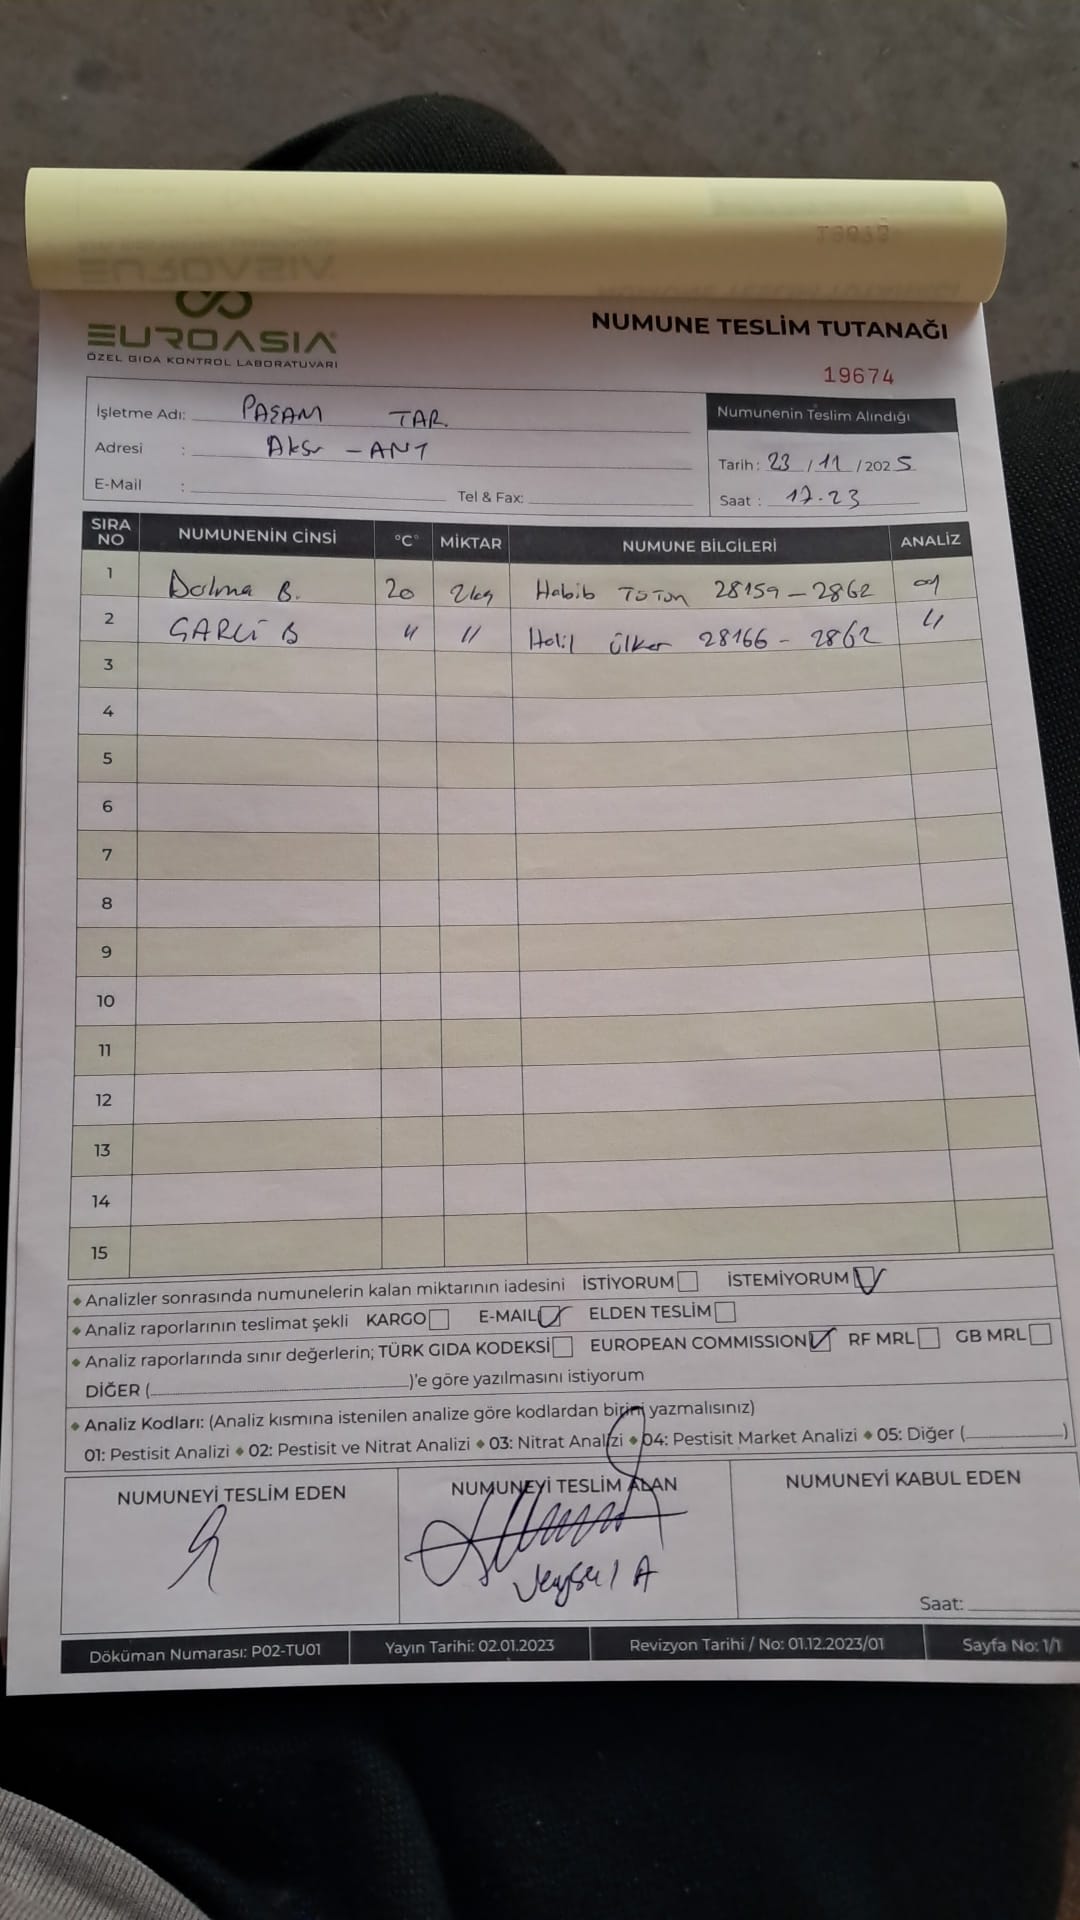 EUROASIA
ÖZEL GIDA KONTROL LABORATUVARI
NUMUNE TESLİM TUTANAĞI
19674
İşletme Adı: PAŞAM TAR.
Adresi : Aksu - ANT
E-Mail : Tel & Fax:
Numunenin Teslim Alındığı
Tarih: 23 / 11 / 2025
Saat : 17.23
SIRA NO NUMUNENİN CİNSİ °C° MİKTAR NUMUNE BİLGİLERİ ANALİZ
1 Dolma B. 20 2kg Habib 28159 - 2862 01
2 ÇARLİ B " " Halil ülker 28166 - 2862 "
3
4
5
6
7
8
9
10
11
12
13
14
15
◆ Analizler sonrasında numunelerin kalan miktarının iadesini İSTİYORUM İSTEMİYORUM
◆ Analiz raporlarının teslimat şekli KARGO E-MAIL ELDEN TESLİM
◆ Analiz raporlarında sınır değerlerin; TÜRK GIDA KODEKSİ EUROPEAN COMMISSION RF MRL GB MRL
DİĞER ( )'e göre yazılmasını istiyorum
◆ Analiz Kodları: (Analiz kısmına istenilen analize göre kodlardan birini yazmalısınız)
01: Pestisit Analizi ◆ 02: Pestisit ve Nitrat Analizi ◆ 03: Nitrat Analizi ◆ 04: Pestisit Market Analizi ◆ 05: Diğer ( )
NUMUNEYİ TESLİM EDEN NUMUNEYİ TESLİM ALAN NUMUNEYİ KABUL EDEN
Veysel A
Saat:
Döküman Numarası: P02-TU01 Yayın Tarihi: 02.01.2023 Revizyon Tarihi / No: 01.12.2023/01 Sayfa No: 1/1